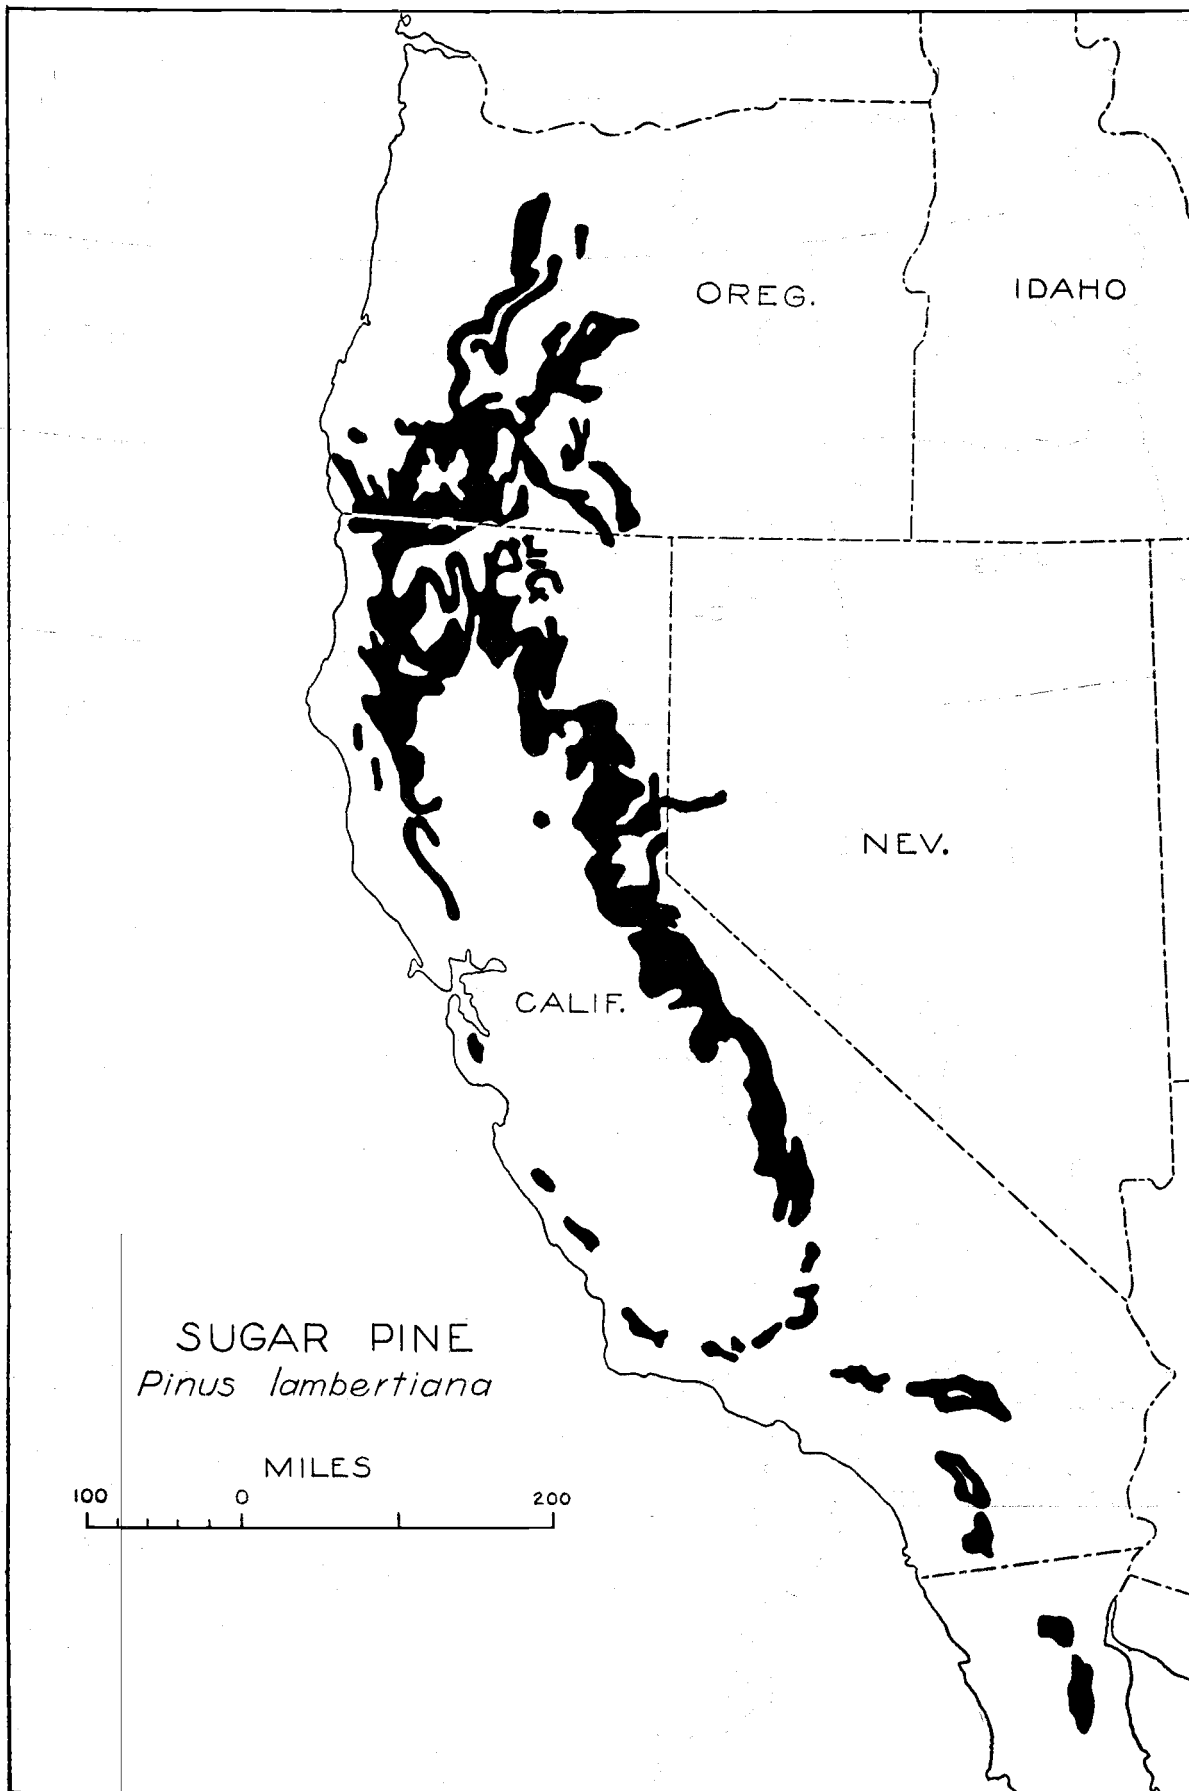 OREG.
IDAHO
NEV.
CALIF.
SUGAR PINE
Pinus lambertiana
MILES
100 0 200